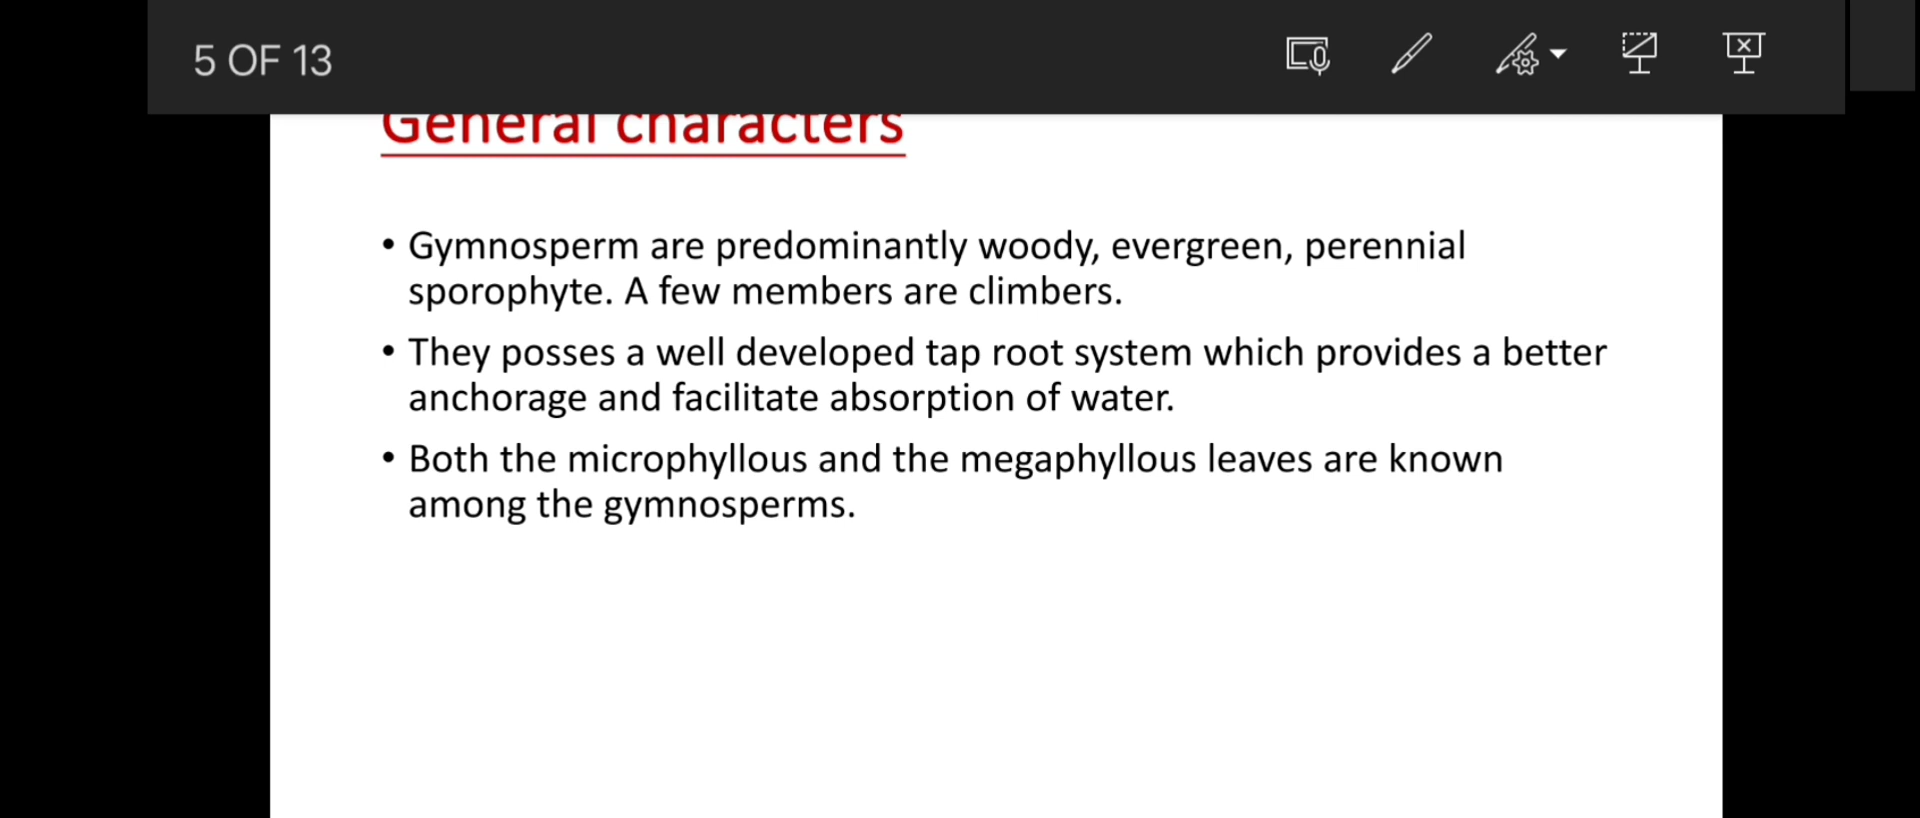 5 OF 13
General characters
• Gymnosperm are predominantly woody, evergreen, perennial
sporophyte. A few members are climbers.
• They posses a well developed tap root system which provides a better
anchorage and facilitate absorption of water.
• Both the microphyllous and the megaphyllous leaves are known
among the gymnosperms.